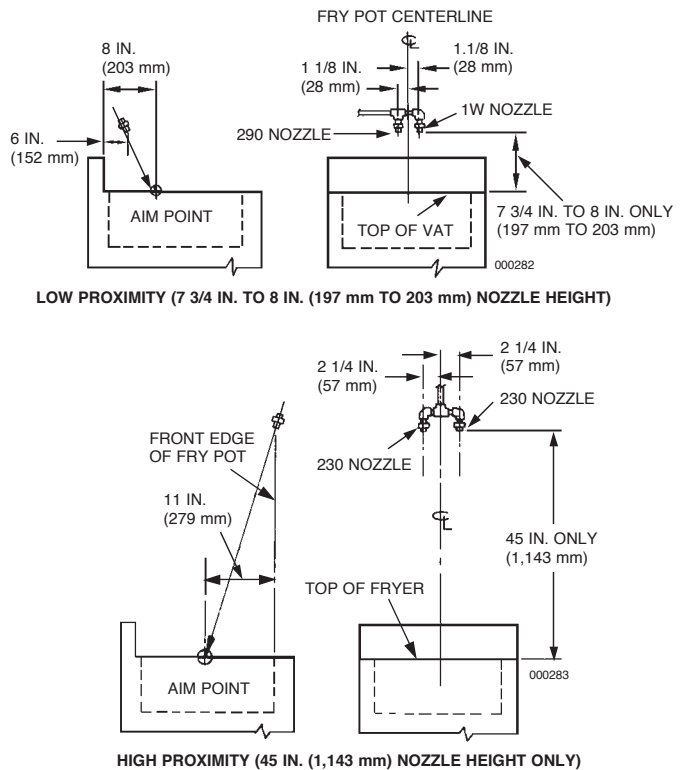 FRY POT CENTERLINE
8 IN.
(203 mm)
1 1/8 IN.
(28 mm)
1.1/8 IN.
(28 mm)
6 IN.
(152 mm)
290 NOZZLE
1W NOZZLE
AIM POINT
TOP OF VAT
7 3/4 IN. TO 8 IN. ONLY
(197 mm TO 203 mm)
000282
LOW PROXIMITY (7 3/4 IN. TO 8 IN. (197 mm TO 203 mm) NOZZLE HEIGHT)
2 1/4 IN.
(57 mm)
2 1/4 IN.
(57 mm)
230 NOZZLE
FRONT EDGE
OF FRY POT
230 NOZZLE
11 IN.
(279 mm)
45 IN. ONLY
(1,143 mm)
TOP OF FRYER
AIM POINT
000283
HIGH PROXIMITY (45 IN. (1,143 mm) NOZZLE HEIGHT ONLY)